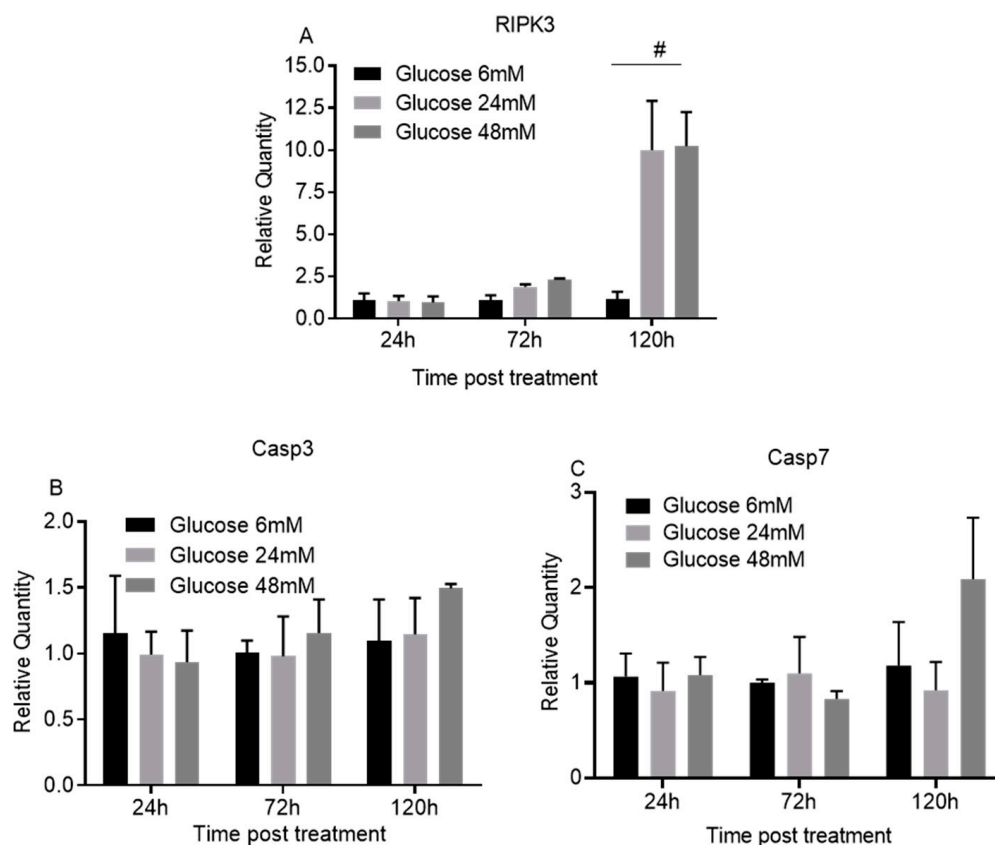 RIPK3
A
#
15.0
12.5
10.0
7.5
5.0
2.5
0.0
Relative Quantity
Glucose 6mM
Glucose 24mM
Glucose 48mM
24h
72h
120h
Time post treatment
Casp3
B
2.0
1.5
1.0
0.5
0.0
Relative Quantity
Glucose 6mM
Glucose 24mM
Glucose 48mM
24h
72h
120h
Time post treatment
Casp7
C
3
2
1
0
Relative Quantity
Glucose 6mM
Glucose 24mM
Glucose 48mM
24h
72h
120h
Time post treatment